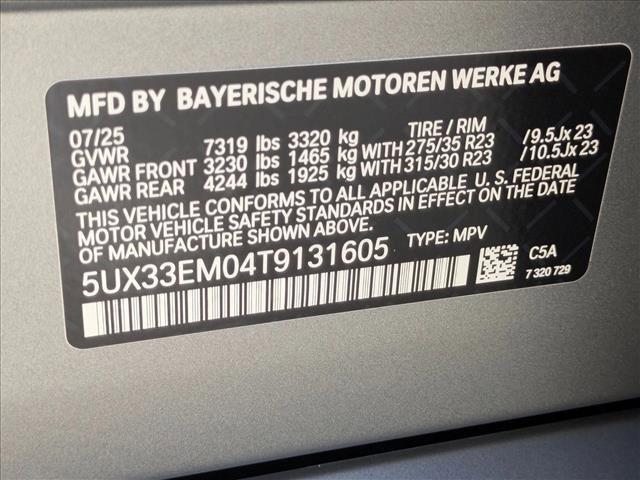 MFD BY BAYERISCHE MOTOREN WERKE AG
07/25 TIRE / RIM
GVWR 7319 lbs 3320 kg
GAWR FRONT 3230 lbs 1465 kg WITH 275/35 R23 /9.5Jx23
GAWR REAR 4244 lbs 1925 kg WITH 315/30 R23 /10.5Jx23
THIS VEHICLE CONFORMS TO ALL APPLICABLE U. S. FEDERAL
MOTOR VEHICLE SAFETY STANDARDS IN EFFECT ON THE DATE
OF MANUFACTURE SHOWN ABOVE.
5UX33EM04T9131605 TYPE: MPV C5A
7 320 729